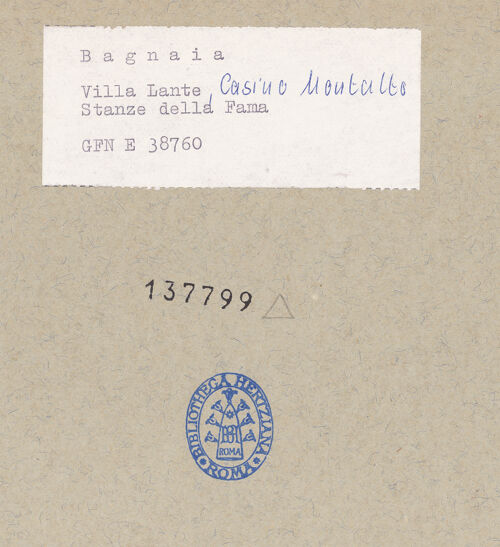 Bagnaia
Villa Lante, Casino Montalto
Stanze della Fama
GFN E 38760
137799
BIBLIOTHECA HERTZIANA
ROMA
ROMA